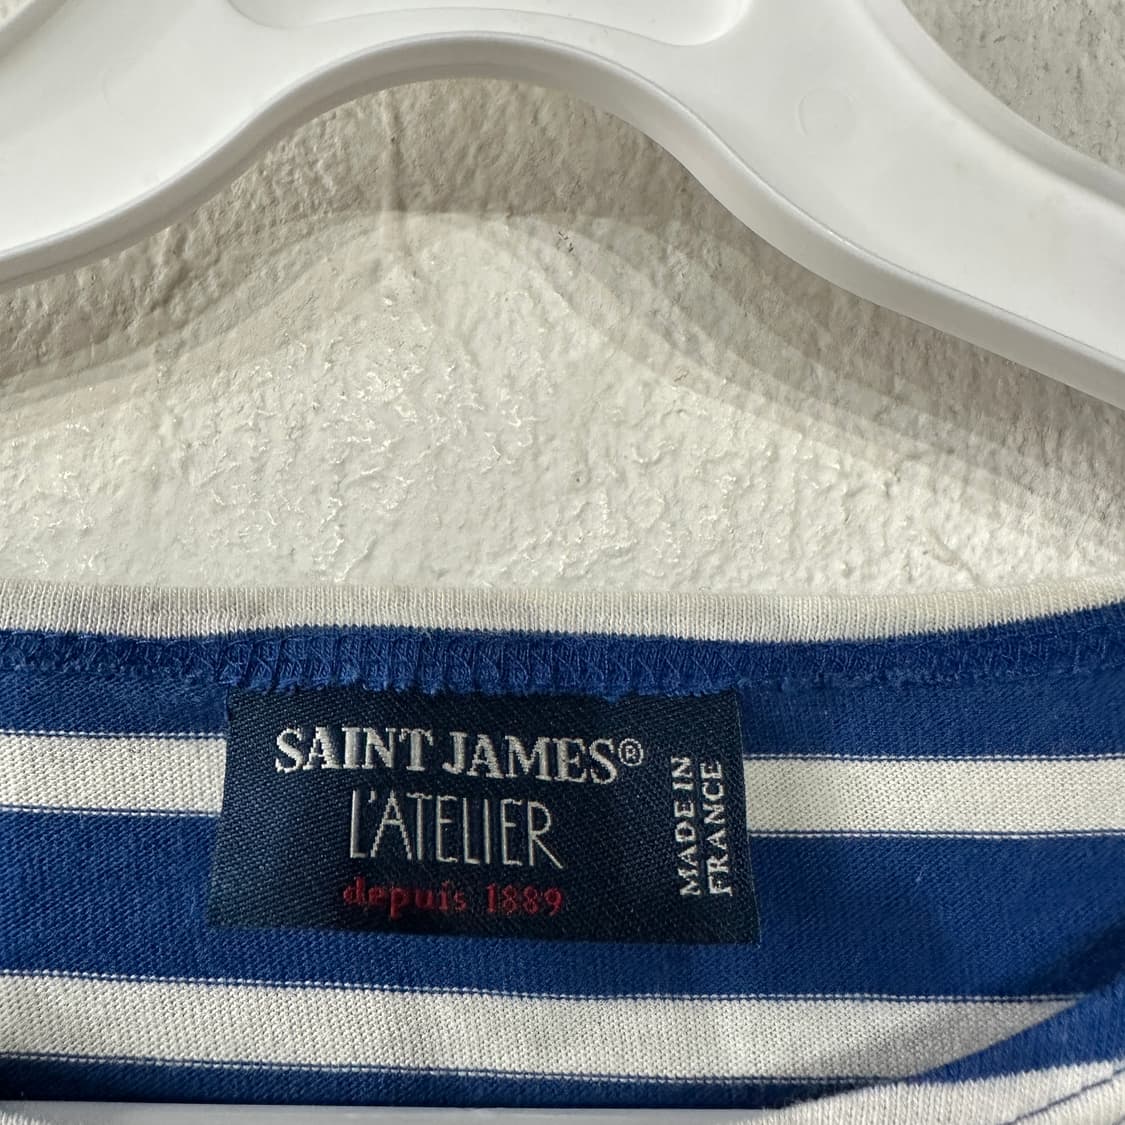 SAINT JAMES®
L'ATELIER
depuis 1889
MADE IN
FRANCE